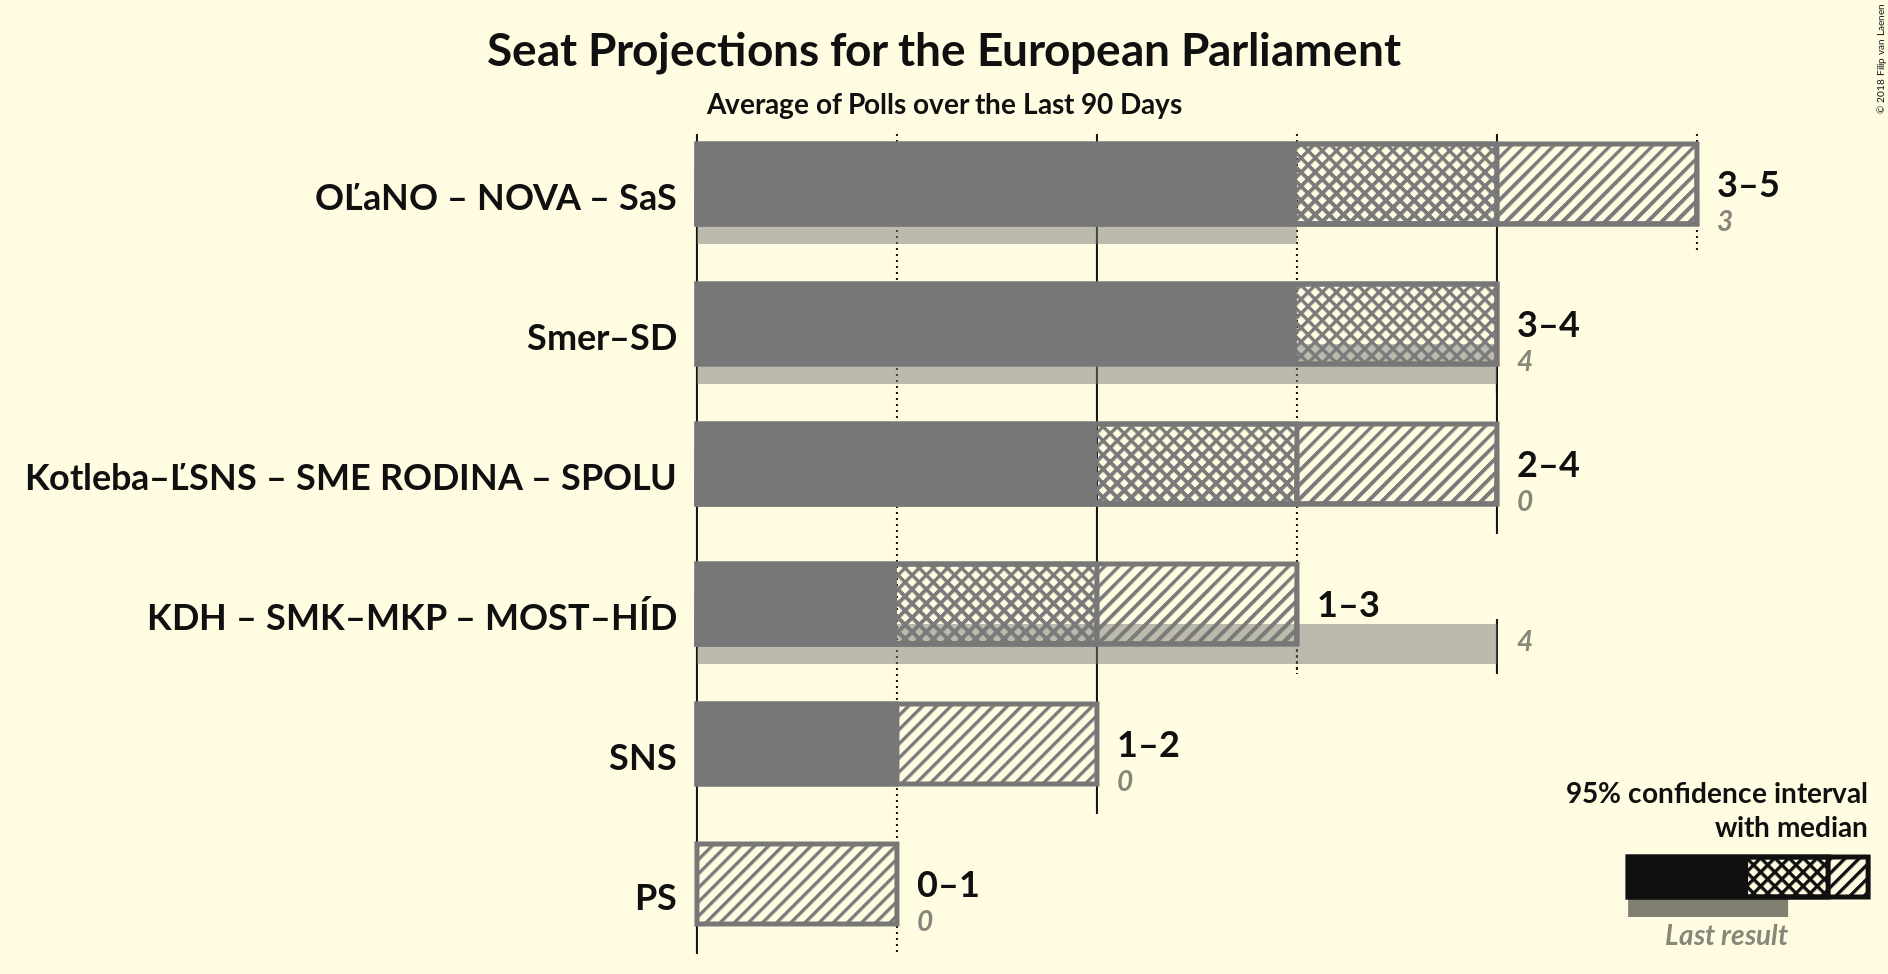 Seat Projections for the European Parliament
Average of Polls over the Last 90 Days
© 2018 Filip van Laenen
OĽaNO – NOVA – SaS
3–5
3
Smer–SD
3–4
4
Kotleba–ĽSNS – SME RODINA – SPOLU
2–4
0
KDH – SMK–MKP – MOST–HÍD
1–3
4
SNS
1–2
0
PS
0–1
0
95% confidence interval
with median
Last result